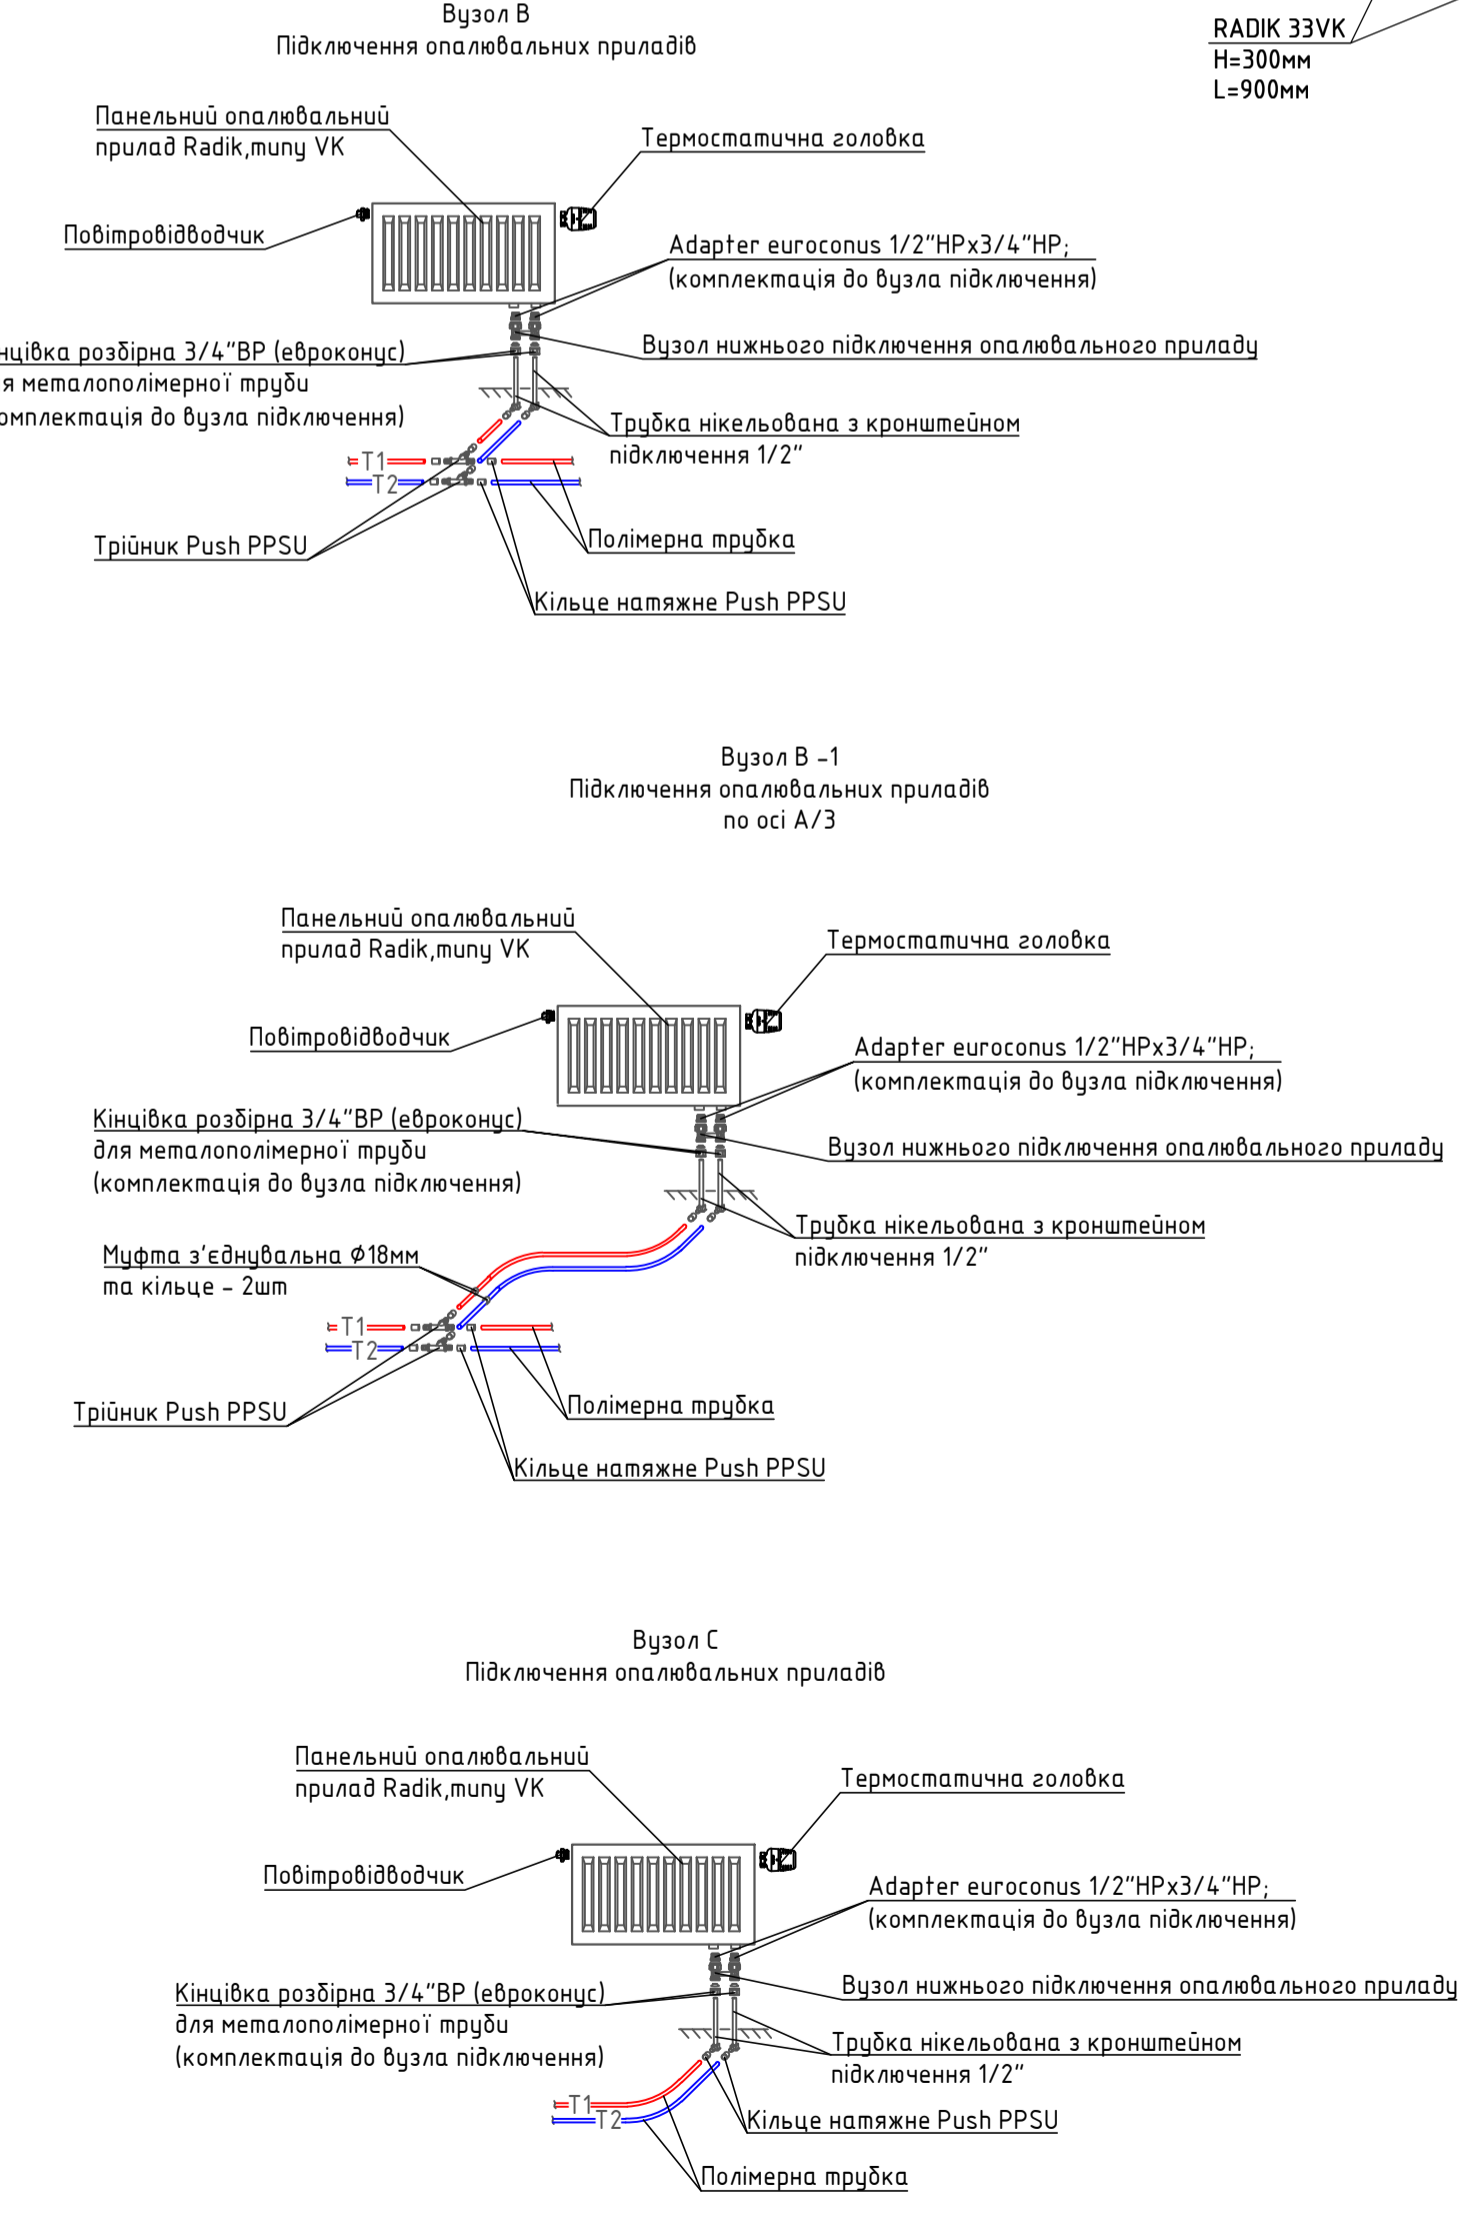 Вузол В
Підключення опалювальних приладів
RADIK 33VK
H=300мм
L=900мм
Панельний опалювальний
прилад Radik,типу VK
Термостатична головка
Повітровідводчик
Adapter euroconus 1/2"НРх3/4"НР;
(комплектація до вузла підключення)
нцівка розбірна 3/4"ВР (евроконус)
я металополімерної труби
омплектація до вузла підключення)
Вузол нижнього підключення опалювального приладу
Трубка нікельована з кронштейном
підключення 1/2"
Т1
Т2
Трійник Push PPSU
Полімерна трубка
Кільце натяжне Push PPSU
Вузол В -1
Підключення опалювальних приладів
по осі А/3
Панельний опалювальний
прилад Radik,типу VK
Термостатична головка
Повітровідводчик
Adapter euroconus 1/2"НРх3/4"НР;
(комплектація до вузла підключення)
Кінцівка розбірна 3/4"ВР (евроконус)
для металополімерної труби
(комплектація до вузла підключення)
Вузол нижнього підключення опалювального приладу
Трубка нікельована з кронштейном
підключення 1/2"
Муфта з'єднувальна Ф18мм
та кільце - 2шт
Т1
Т2
Трійник Push PPSU
Полімерна трубка
Кільце натяжне Push PPSU
Вузол С
Підключення опалювальних приладів
Панельний опалювальний
прилад Radik,типу VK
Термостатична головка
Повітровідводчик
Adapter euroconus 1/2"НРх3/4"НР;
(комплектація до вузла підключення)
Кінцівка розбірна 3/4"ВР (евроконус)
для металополімерної труби
(комплектація до вузла підключення)
Вузол нижнього підключення опалювального приладу
Трубка нікельована з кронштейном
підключення 1/2"
Т1
Т2
Кільце натяжне Push PPSU
Полімерна трубка